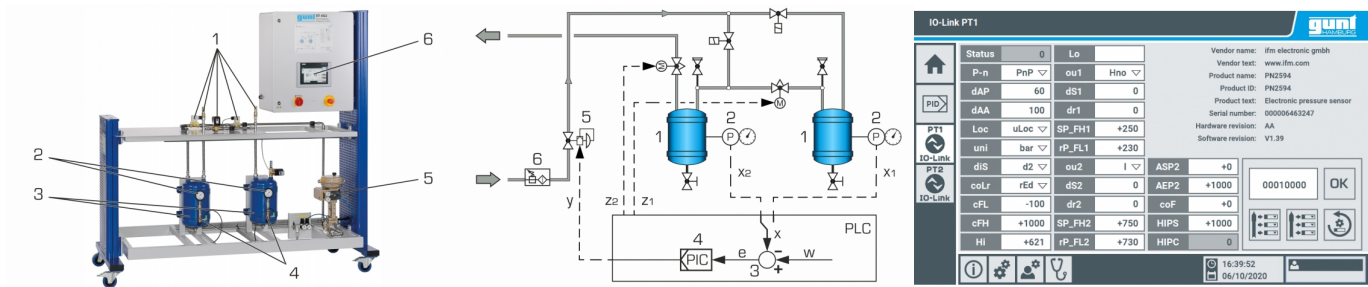 1
6
2
3
5
4
5
6
M
M
1
2
P
1
2
P
x2
x1
y
z2
z1
x
PLC
4
PIC
e
3
w
-
+
IO-Link PT1
gunt
HAMBURG
PID
PT1
IO-Link
PT2
IO-Link
Status 0 Lo
P-n PnP ou1 Hno
dAP 60 dS1 0
dAA 100 dr1 0
Loc uLoc SP_FH1 +250
uni bar rP_FL1 +230
diS d2 ou2 I ASP2 +0
coLr rEd dS2 0 AEP2 +1000
cFL -100 dr2 0 coF +0
cFH +1000 SP_FH2 +750 HIPS +1000
Hi +621 rP_FL2 +730 HIPC 0
Vendor name: ifm electronic gmbh
Vendor text: www.ifm.com
Product name: PN2594
Product ID: PN2594
Product text: Electronic pressure sensor
Serial number: 000006463247
Hardware revision: AA
Software revision: V1.39
00010000 OK
16:39:52
06/10/2020